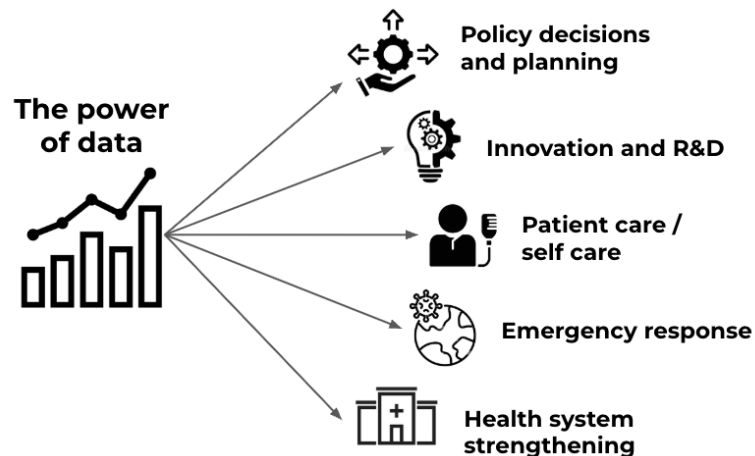 The power
of data
Policy decisions
and planning
Innovation and R&D
Patient care /
self care
Emergency response
Health system
strengthening